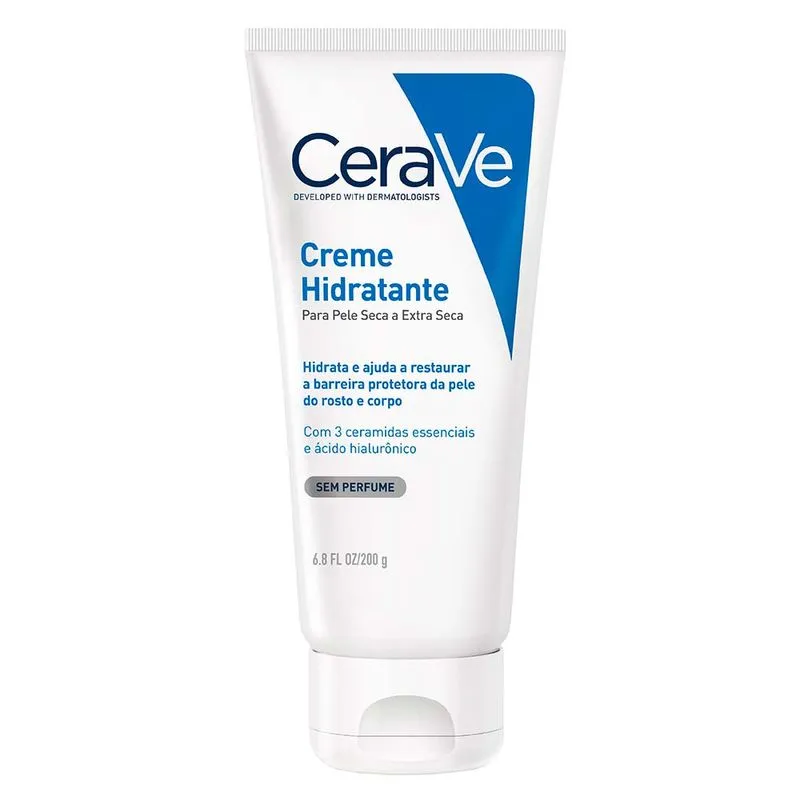 CeraVe
DEVELOPED WITH DERMATOLOGISTS
Creme
Hidratante
Para Pele Seca a Extra Seca
Hidrata e ajuda a restaurar
a barreira protetora da pele
do rosto e corpo
Com 3 ceramidas essenciais
e ácido hialurônico
SEM PERFUME
6.8 FL OZ/200 g